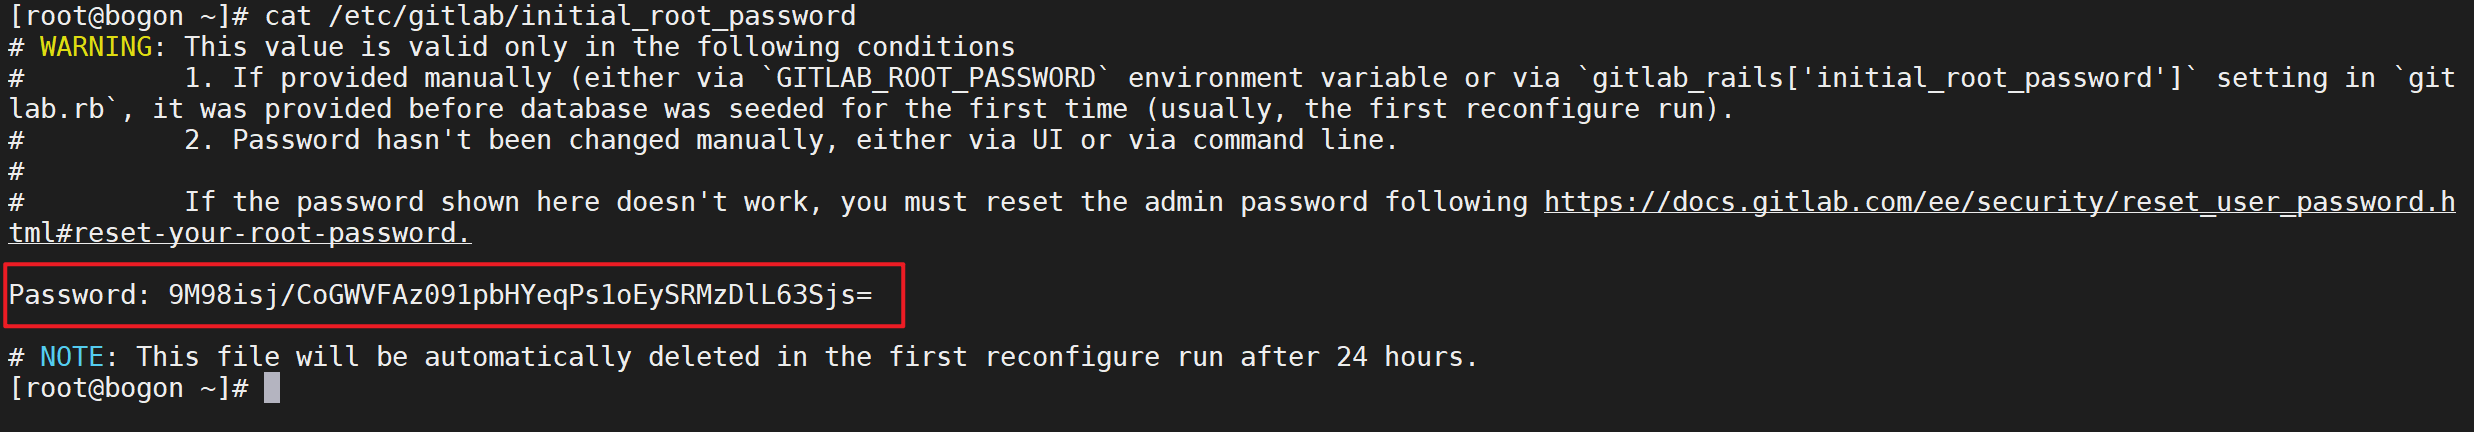 [root@bogon ~]# cat /etc/gitlab/initial_root_password
# WARNING: This value is valid only in the following conditions
#          1. If provided manually (either via `GITLAB_ROOT_PASSWORD` environment variable or via `gitlab_rails['initial_root_password']` setting in `git
lab.rb`, it was provided before database was seeded for the first time (usually, the first reconfigure run).
#          2. Password hasn't been changed manually, either via UI or via command line.
#
#          If the password shown here doesn't work, you must reset the admin password following https://docs.gitlab.com/ee/security/reset_user_password.h
tml#reset-your-root-password.
Password: 9M98isj/CoGWVFAz091pbHYeqPs1oEySRMzDlL63Sjs=
# NOTE: This file will be automatically deleted in the first reconfigure run after 24 hours.
[root@bogon ~]#